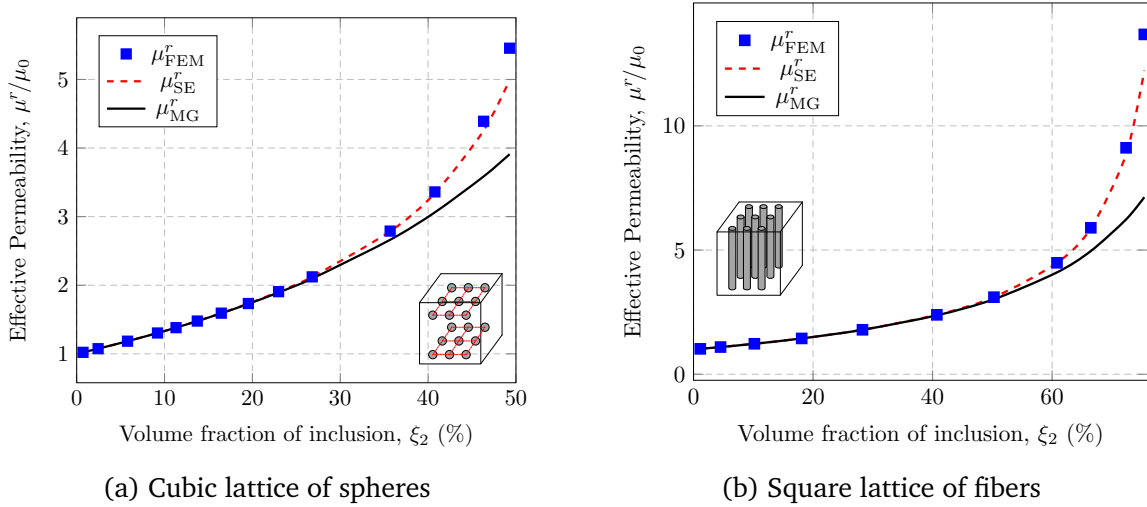 μ^r_FEM
μ^r_SE
μ^r_MG
Effective Permeability, μ^r/μ_0
5
4
3
2
1
0 10 20 30 40 50
Volume fraction of inclusion, ξ_2 (%)
(a) Cubic lattice of spheres
μ^r_FEM
μ^r_SE
μ^r_MG
Effective Permeability, μ^r/μ_0
10
5
0
0 20 40 60
Volume fraction of inclusion, ξ_2 (%)
(b) Square lattice of fibers